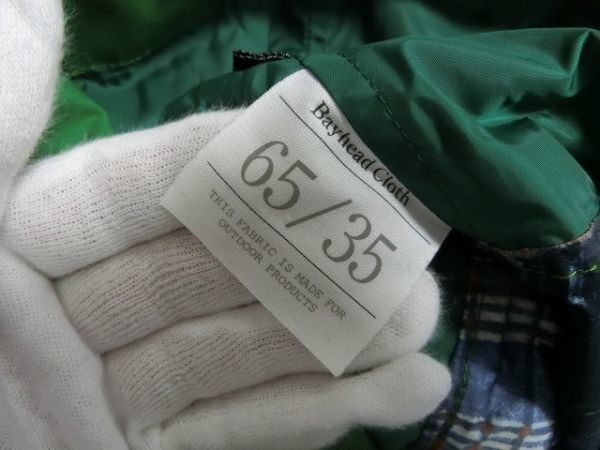 Bayhead Cloth
65/35
THIS FABRIC IS MADE FOR
OUTDOOR PRODUCTS